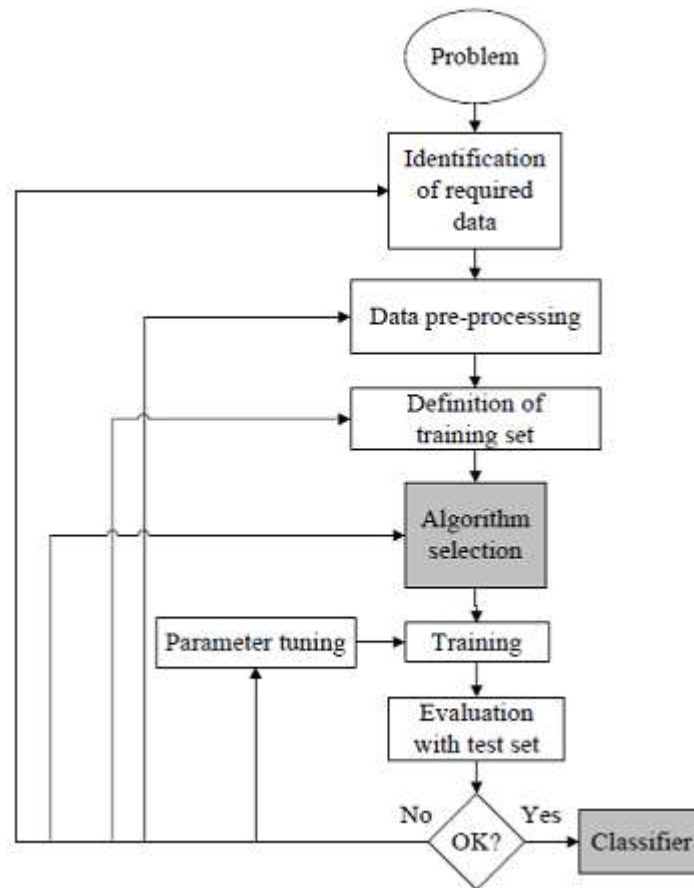 Problem
Identification
of required
data
Data pre-processing
Definition of
training set
Algorithm
selection
Parameter tuning
Training
Evaluation
with test set
No
Yes
OK?
Classifier